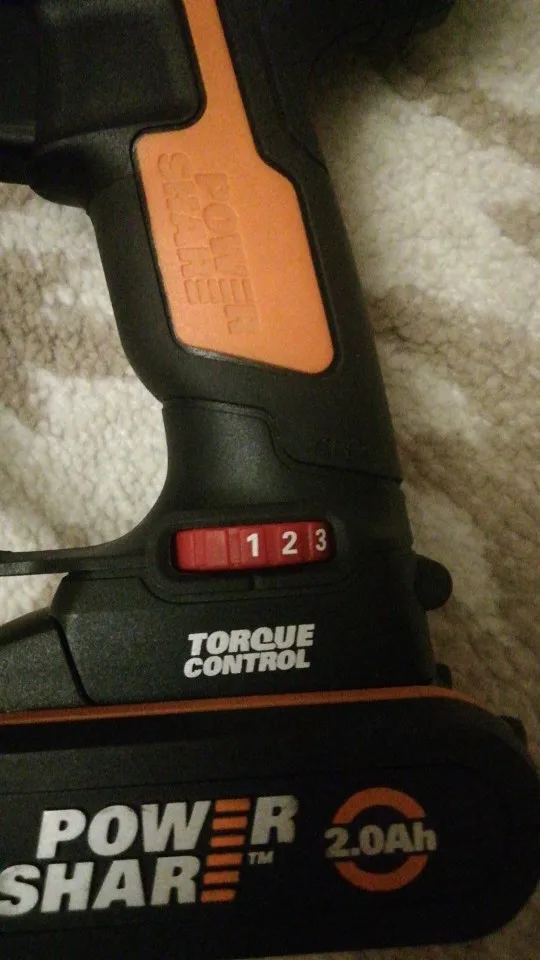 POWER
SHARE
1 2 3
TORQUE
CONTROL
POWER
SHARE™
2.0Ah